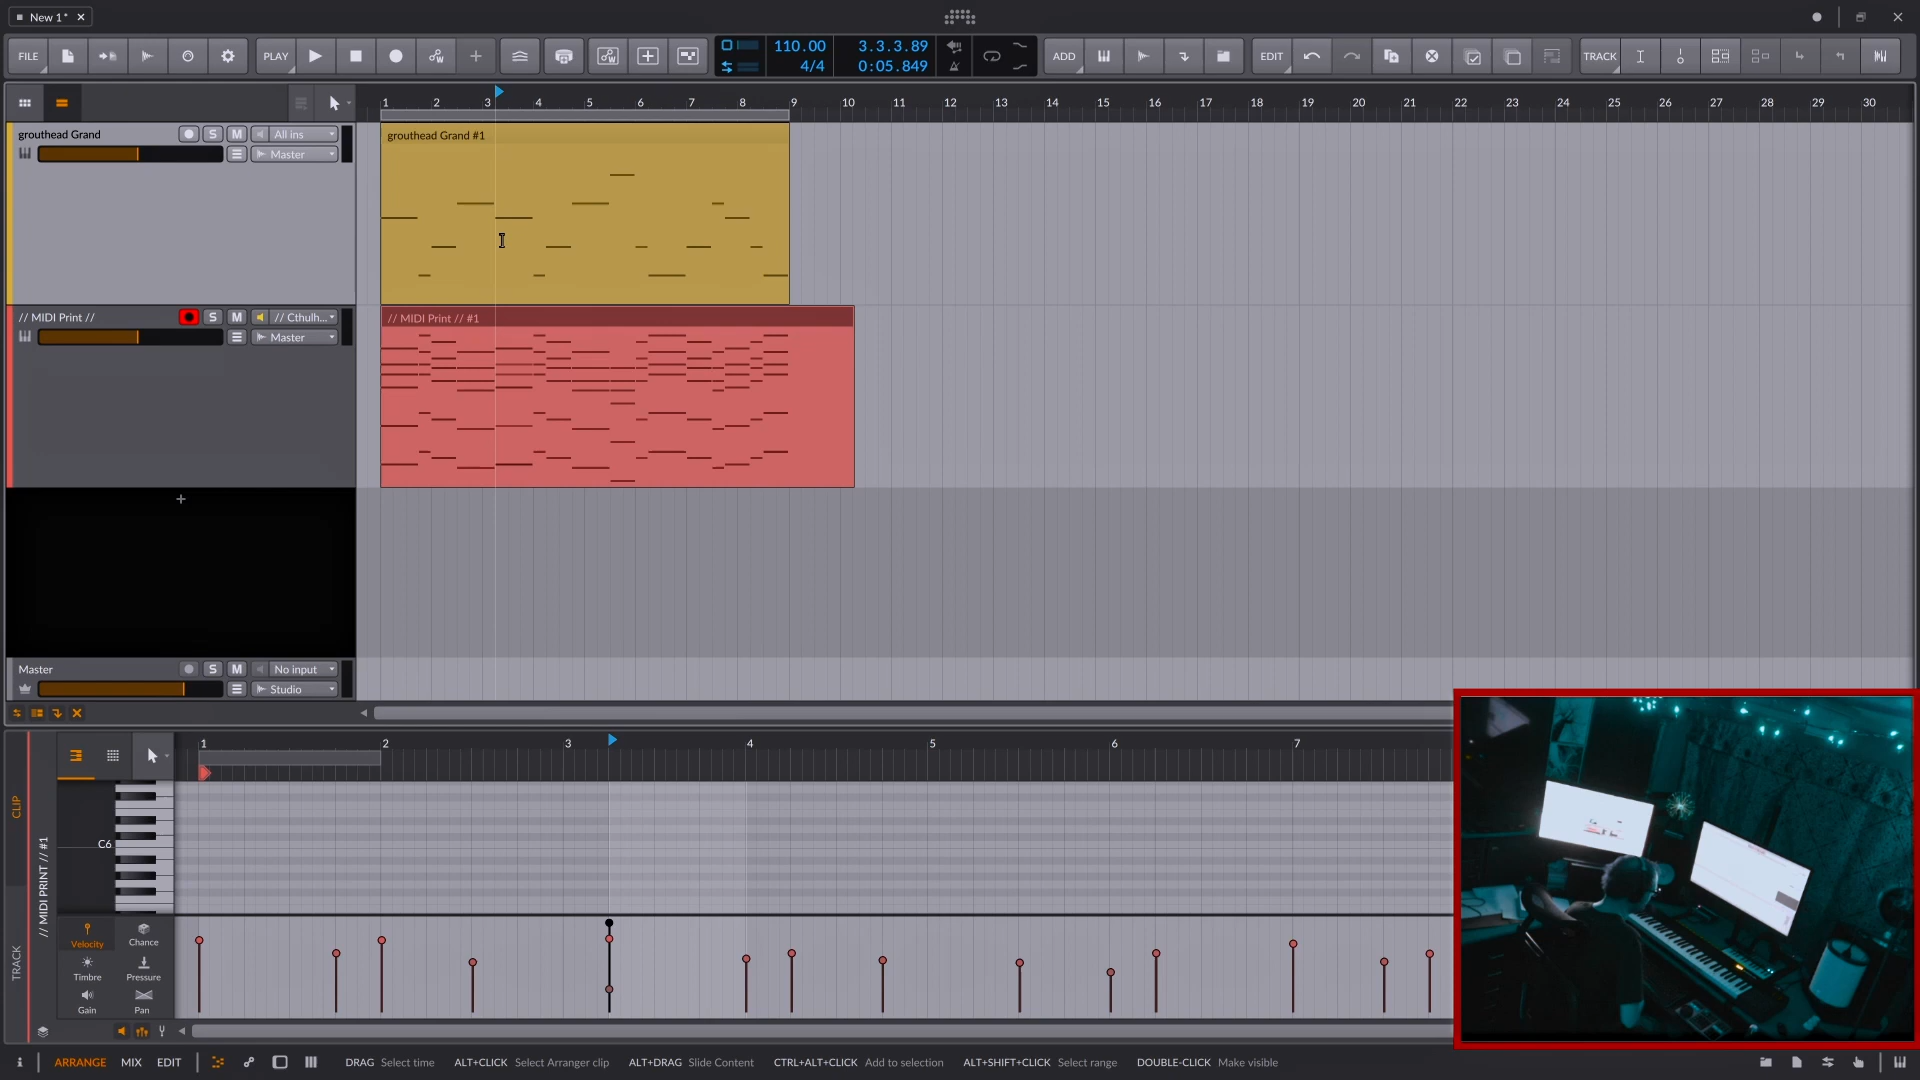 New 1*
FILE
PLAY
110.00
4/4
3.3.3.89
0:05.849
ADD
EDIT
TRACK
1 2 3 4 5 6 7 8 9 10 11 12 13 14 15 16 17 18 19 20 21 22 23 24 25 26 27 28 29 30
grouthead Grand
S M
All ins
Master
grouthead Grand #1
// MIDI Print //
S M
// Cthulh...
Master
// MIDI Print // #1
Master
S M
No input
Studio
1 2 3 4 5 6 7
CLIP
TRACK
// MIDI PRINT // #1
C6
Velocity
Chance
Timbre
Pressure
Gain
Pan
ARRANGE MIX EDIT
DRAG Select time
ALT+CLICK Select Arranger clip
ALT+DRAG Slide Content
CTRL+ALT+CLICK Add to selection
ALT+SHIFT+CLICK Select range
DOUBLE-CLICK Make visible